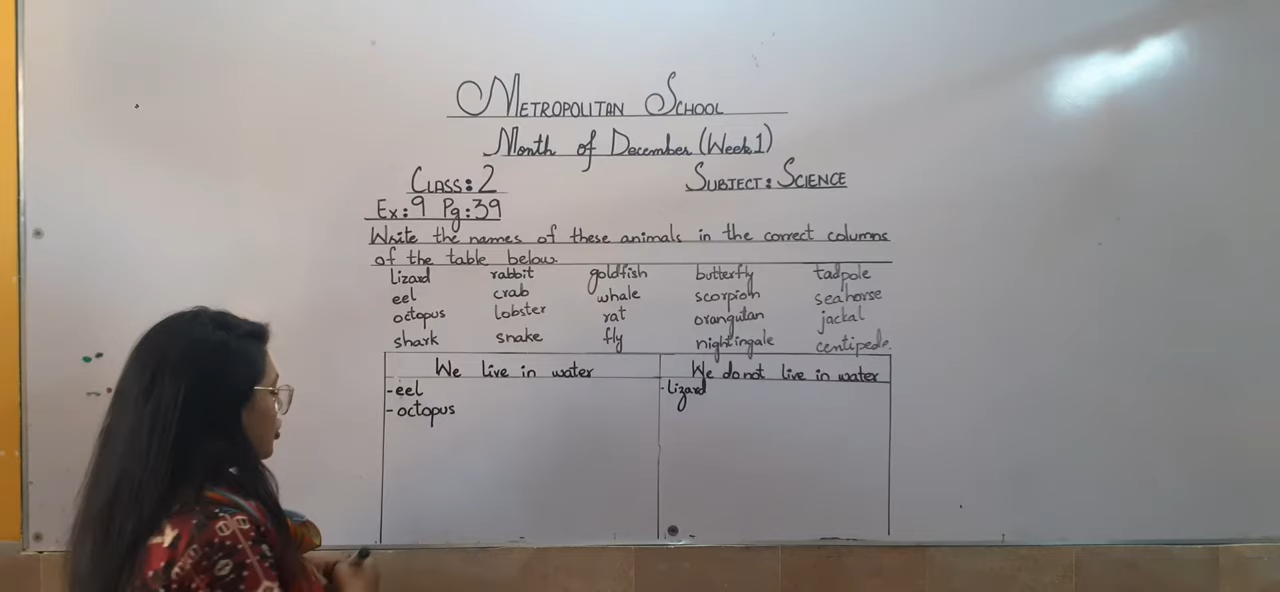 METROPOLITAN SCHOOL
Month of December (Week 1)
CLASS: 2 SUBJECT: SCIENCE
Ex: 9 Pg: 39
Write the names of these animals in the correct columns
of the table below.
lizard rabbit goldfish butterfly tadpole
eel crab whale scorpion seahorse
octopus lobster rat orangutan jackal
shark snake fly nightingale centipede.
We live in water We do not live in water
-eel -lizard
-octopus